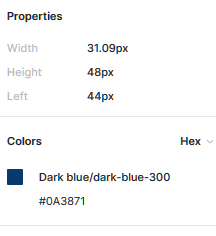 Properties
Width 31.09px
Height 48px
Left 44px
Colors Hex
Dark blue/dark-blue-300
#0A3871